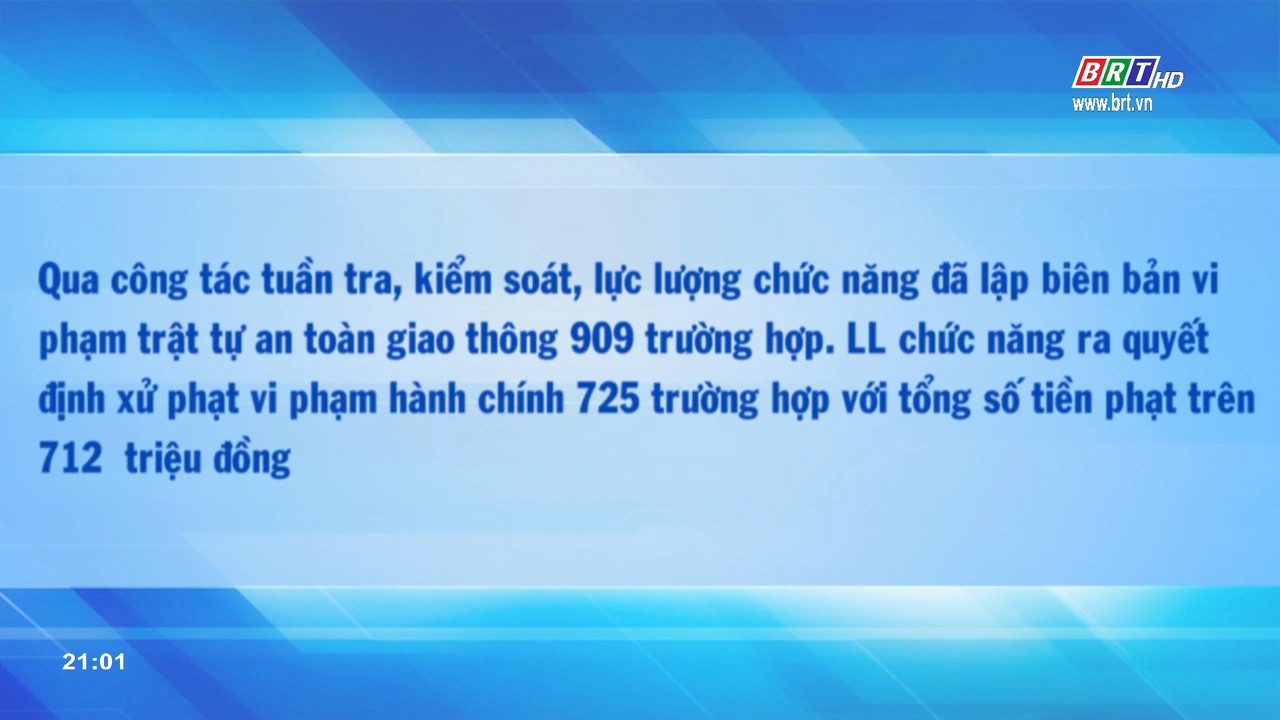 BRT HD
www.brt.vn
Qua công tác tuần tra, kiểm soát, lực lượng chức năng đã lập biên bản vi
phạm trật tự an toàn giao thông 909 trường hợp. LL chức năng ra quyết
định xử phạt vi phạm hành chính 725 trường hợp với tổng số tiền phạt trên
712 triệu đồng
21:01